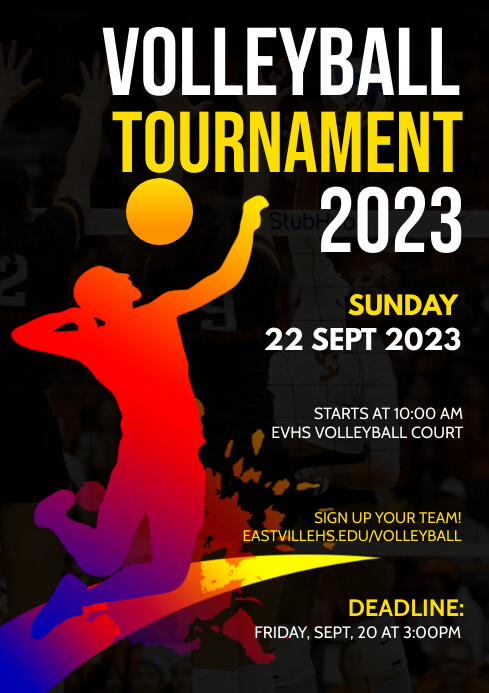 VOLLEYBALL
TOURNAMENT
2023
SUNDAY
22 SEPT 2023
STARTS AT 10:00 AM
EVHS VOLLEYBALL COURT
SIGN UP YOUR TEAM!
EASTVILLEHS.EDU/VOLLEYBALL
DEADLINE:
FRIDAY, SEPT, 20 AT 3:00PM